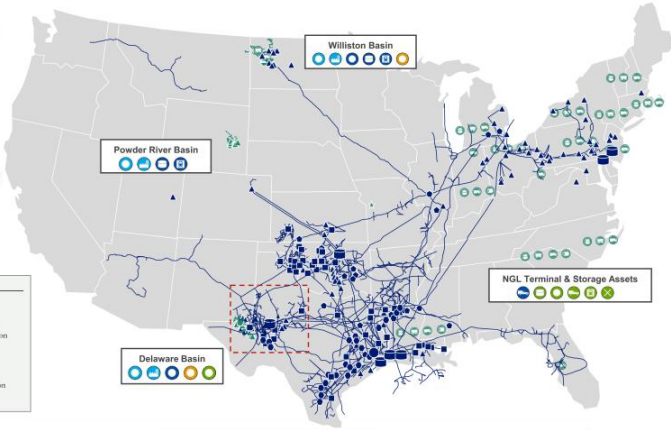 Williston Basin
Powder River Basin
NGL Terminal & Storage Assets
Delaware Basin